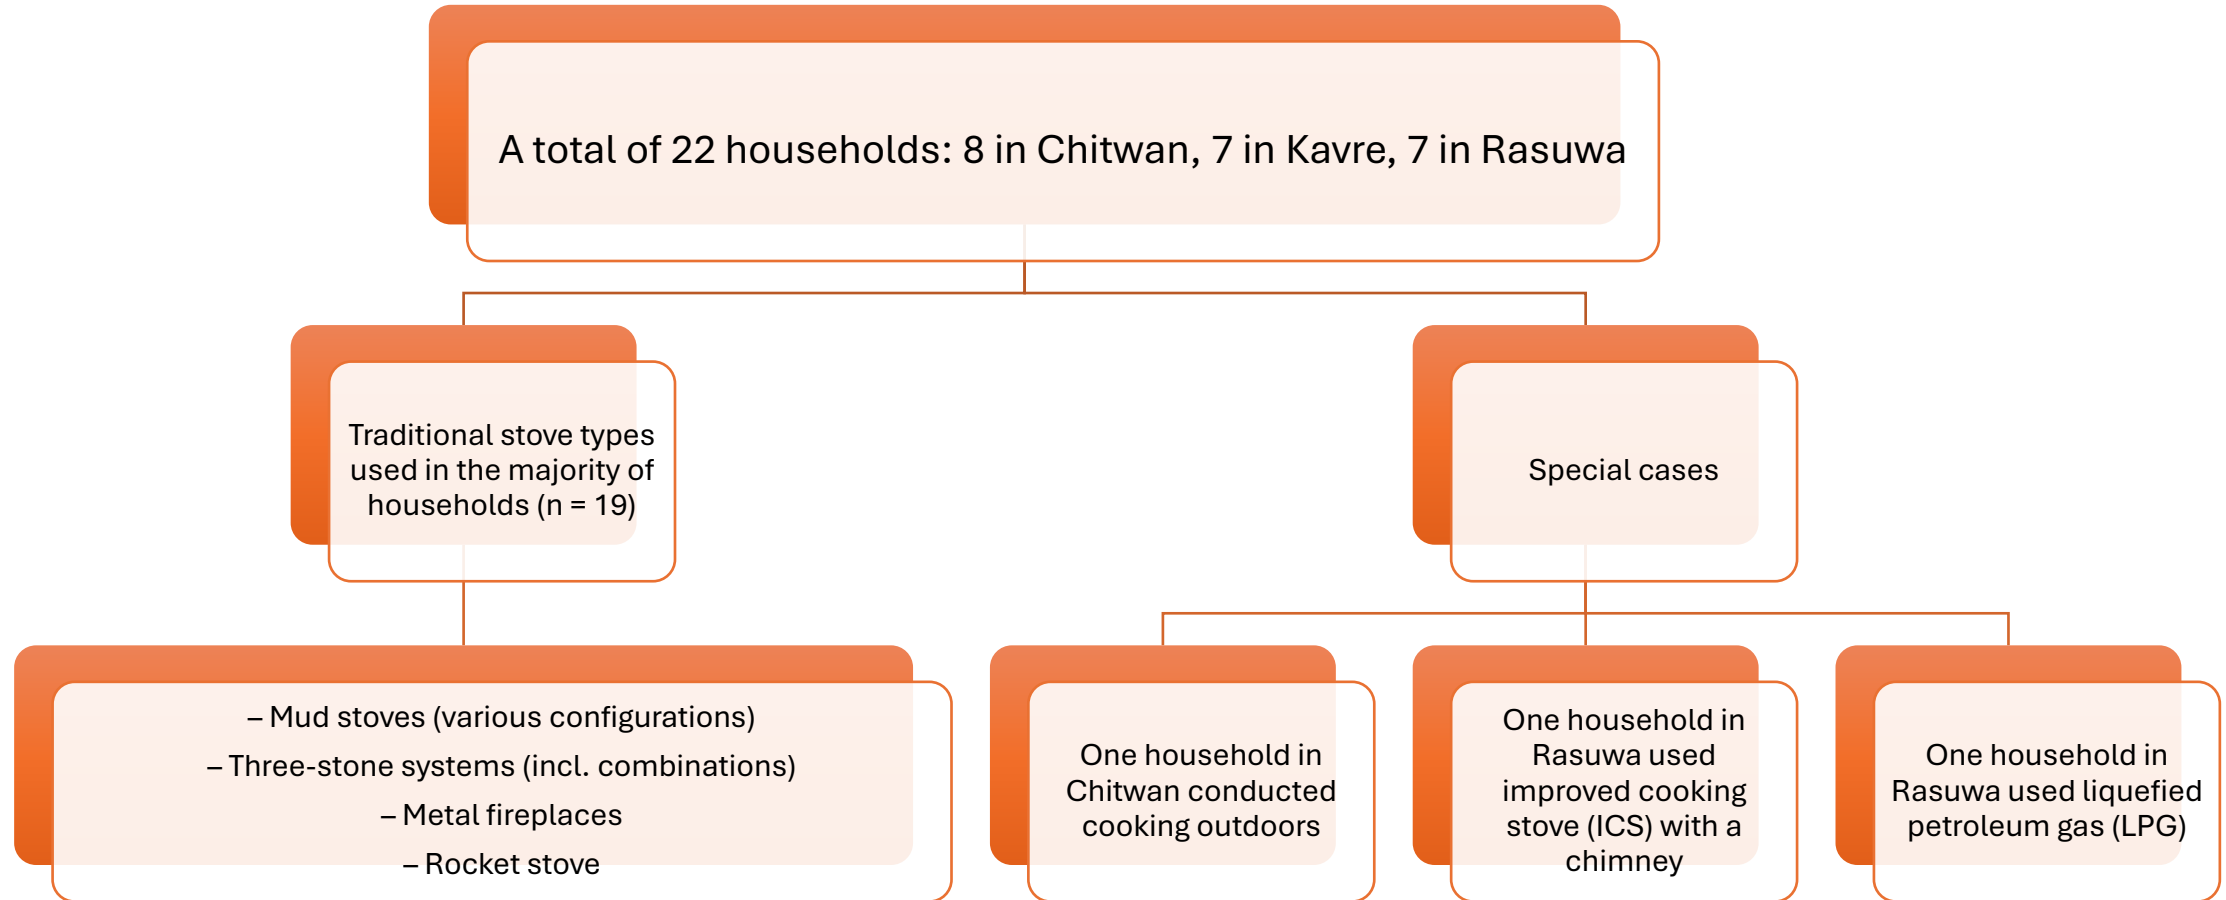 A total of 22 households: 8 in Chitwan, 7 in Kavre, 7 in Rasuwa
Traditional stove types
used in the majority of
households (n = 19)
Special cases
– Mud stoves (various configurations)
– Three-stone systems (incl. combinations)
– Metal fireplaces
– Rocket stove
One household in
Chitwan conducted
cooking outdoors
One household in
Rasuwa used
improved cooking
stove (ICS) with a
chimney
One household in
Rasuwa used liquefied
petroleum gas (LPG)